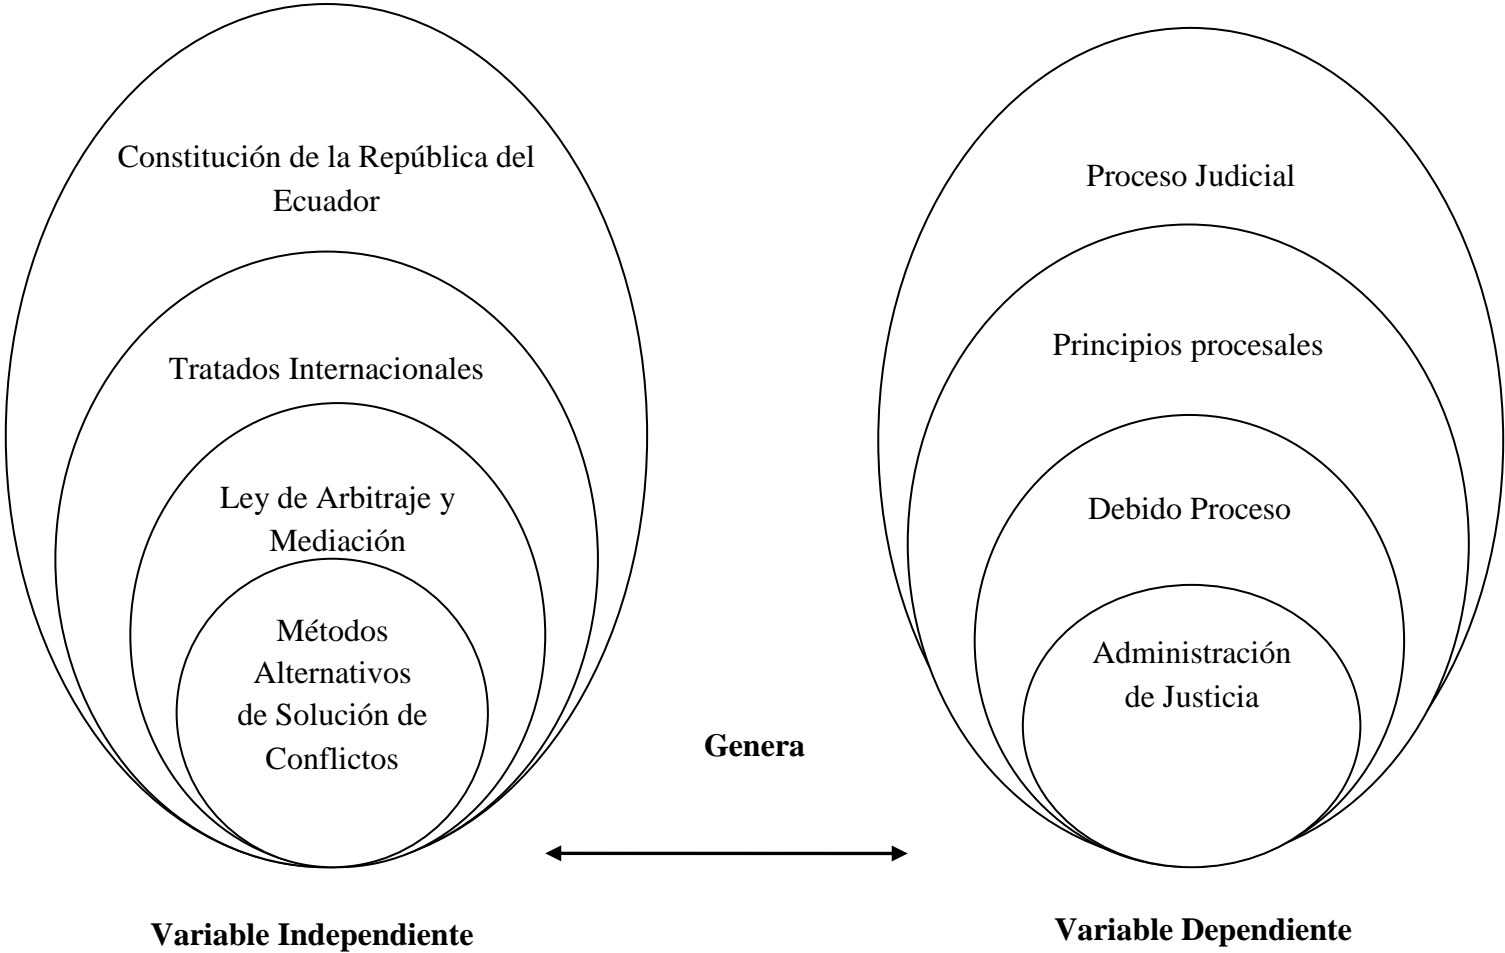 Constitución de la República del
Ecuador
Tratados Internacionales
Ley de Arbitraje y
Mediación
Métodos
Alternativos
de Solución de
Conflictos
Variable Independiente
Genera
Proceso Judicial
Principios procesales
Debido Proceso
Administración
de Justicia
Variable Dependiente